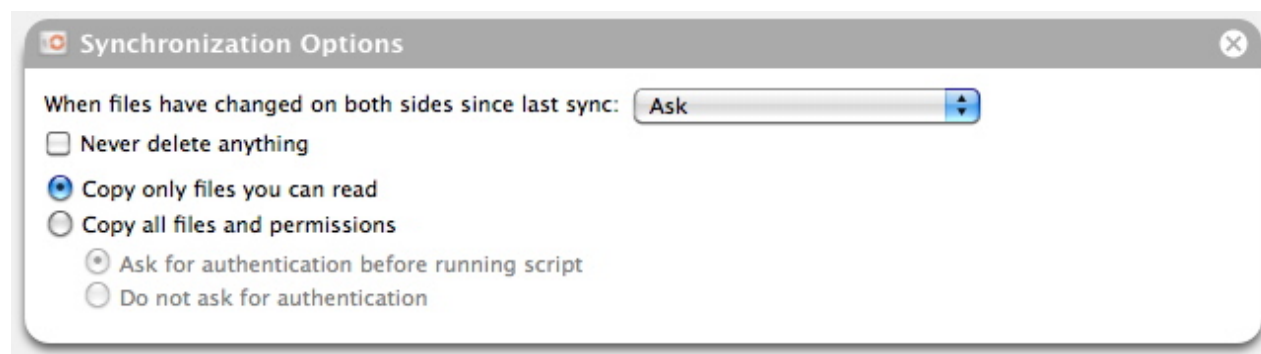 Synchronization Options
When files have changed on both sides since last sync: Ask
Never delete anything
Copy only files you can read
Copy all files and permissions
Ask for authentication before running script
Do not ask for authentication